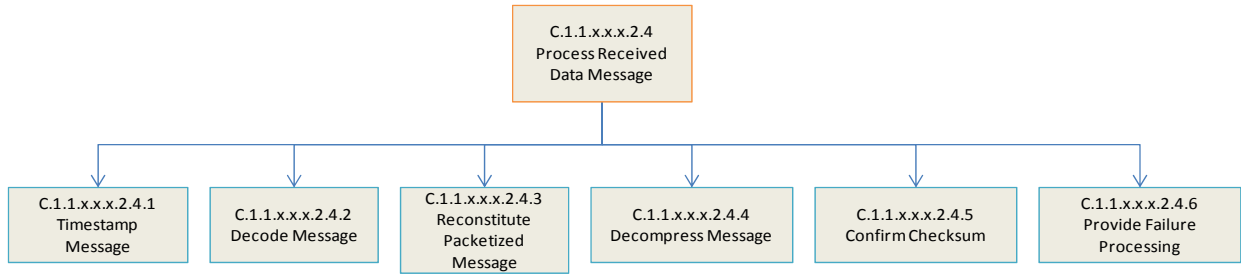 C.1.1.x.x.x.2.4
Process Received
Data Message
C.1.1.x.x.x.2.4.1
Timestamp
Message
C.1.1.x.x.x.2.4.2
Decode Message
C.1.1.x.x.x.2.4.3
Reconstitute
Packetized
Message
C.1.1.x.x.x.2.4.4
Decompress Message
C.1.1.x.x.x.2.4.5
Confirm Checksum
C.1.1.x.x.x.2.4.6
Provide Failure
Processing